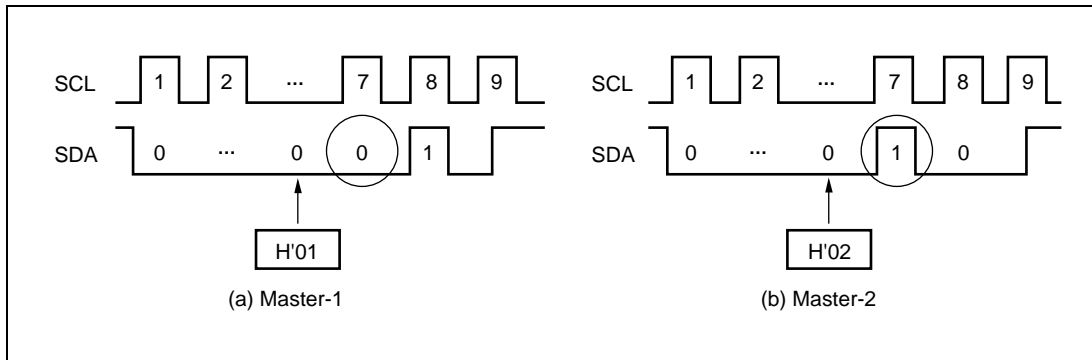 SCL 1 2 ... 7 8 9
SDA 0 ... 0 0 1
H'01
(a) Master-1
SCL 1 2 ... 7 8 9
SDA 0 ... 0 1 0
H'02
(b) Master-2